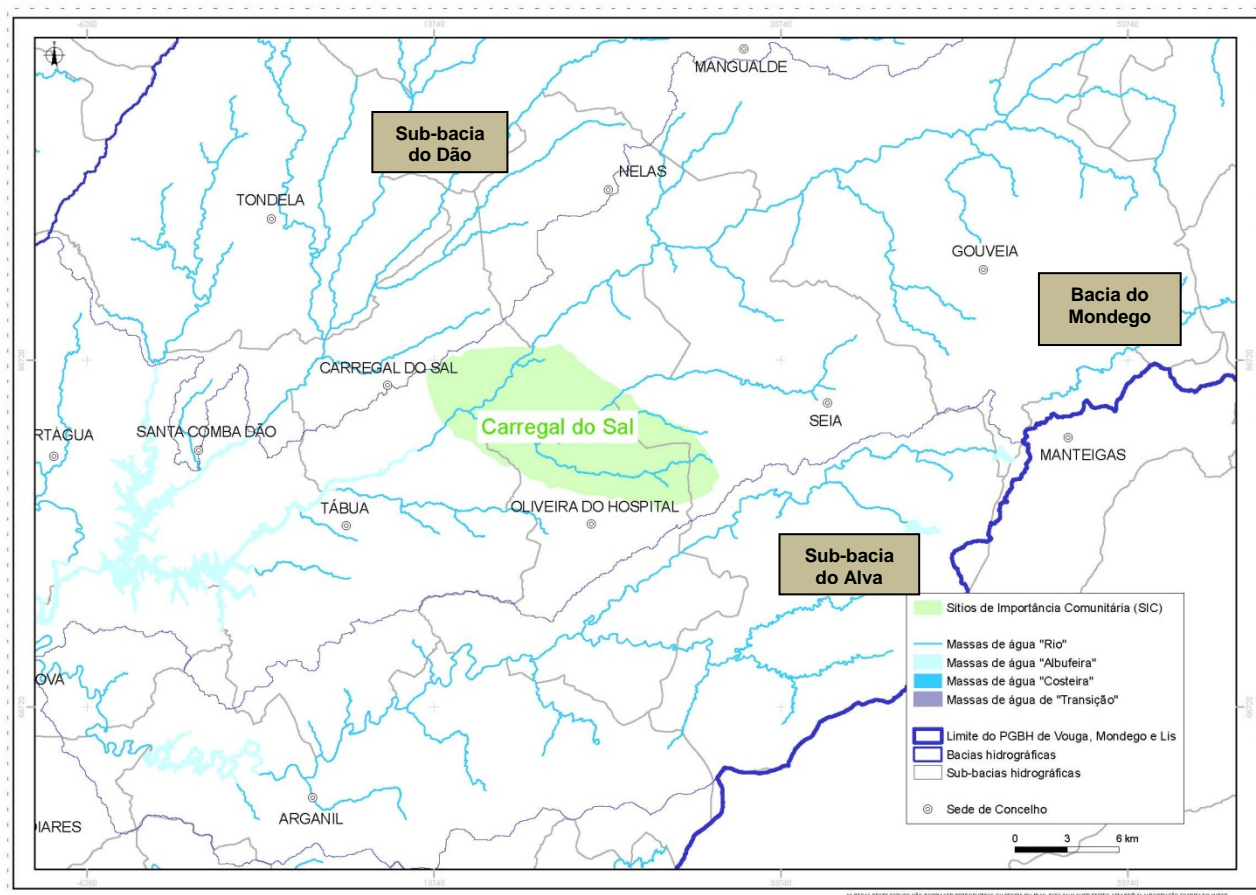 -6260 13740 33740 53740
MANGUALDE
Sub-bacia
do Dão
NELAS
TONDELA
GOUVEIA
Bacia do
Mondego
CARREGAL DO SAL
SEIA
Carregal do Sal
RTÁGUA
SANTA COMBA DÃO
MANTEIGAS
TÁBUA
OLIVEIRA DO HOSPITAL
Sub-bacia
do Alva
Sítios de Importância Comunitária (SIC)
Massas de água "Rio"
Massas de água "Albufeira"
Massas de água "Costeira"
Massas de água de "Transição"
Limite do PGBH de Vouga, Mondego e Lis
Bacias hidrográficas
Sub-bacias hidrográficas
Sede de Concelho
0 3 6 km
OVA
ARGANIL
IARES
-6260 13740 33740 53740